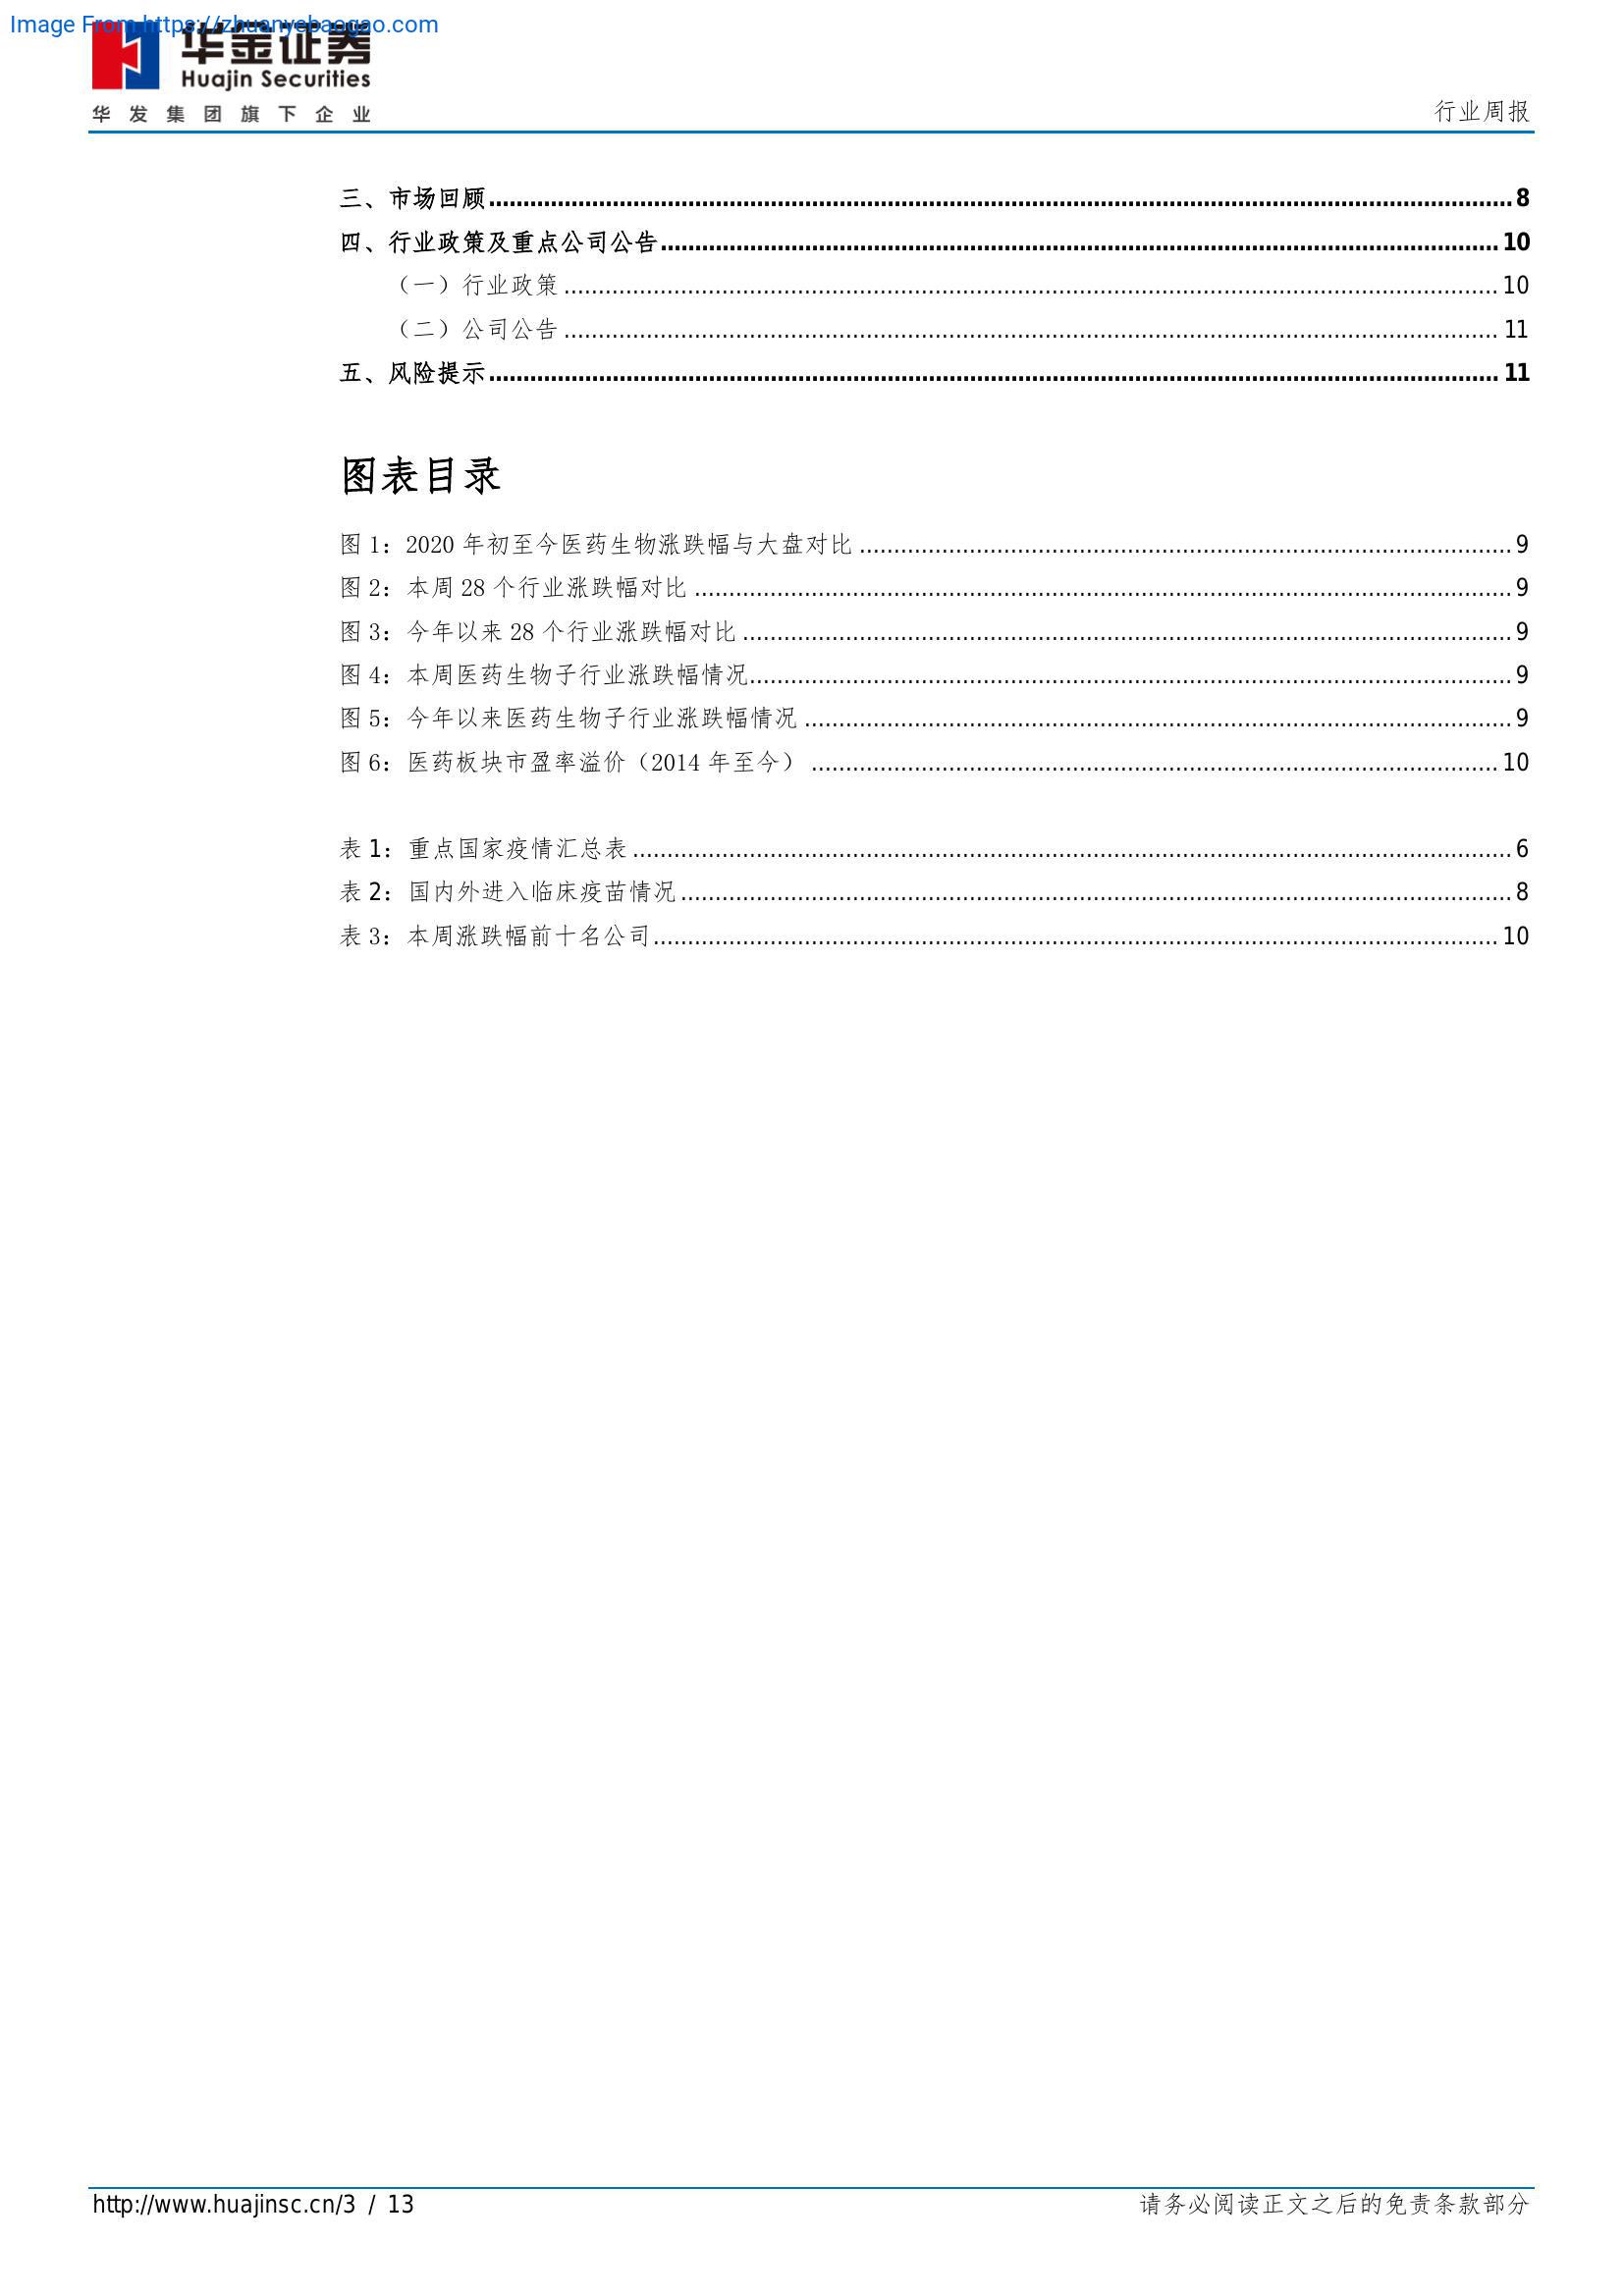 Image From https://zhuanyebaogao.com
华金证券
Huajin Securities
华发集团旗下企业
行业周报
三、市场回顾 8
四、行业政策及重点公司公告 10
（一）行业政策 10
（二）公司公告 11
五、风险提示 11
图表目录
图 1：2020 年初至今医药生物涨跌幅与大盘对比 9
图 2：本周 28 个行业涨跌幅对比 9
图 3：今年以来 28 个行业涨跌幅对比 9
图 4：本周医药生物子行业涨跌幅情况 9
图 5：今年以来医药生物子行业涨跌幅情况 9
图 6：医药板块市盈率溢价（2014 年至今） 10
表 1：重点国家疫情汇总表 6
表 2：国内外进入临床疫苗情况 8
表 3：本周涨跌幅前十名公司 10
http://www.huajinsc.cn/3 / 13
请务必阅读正文之后的免责条款部分